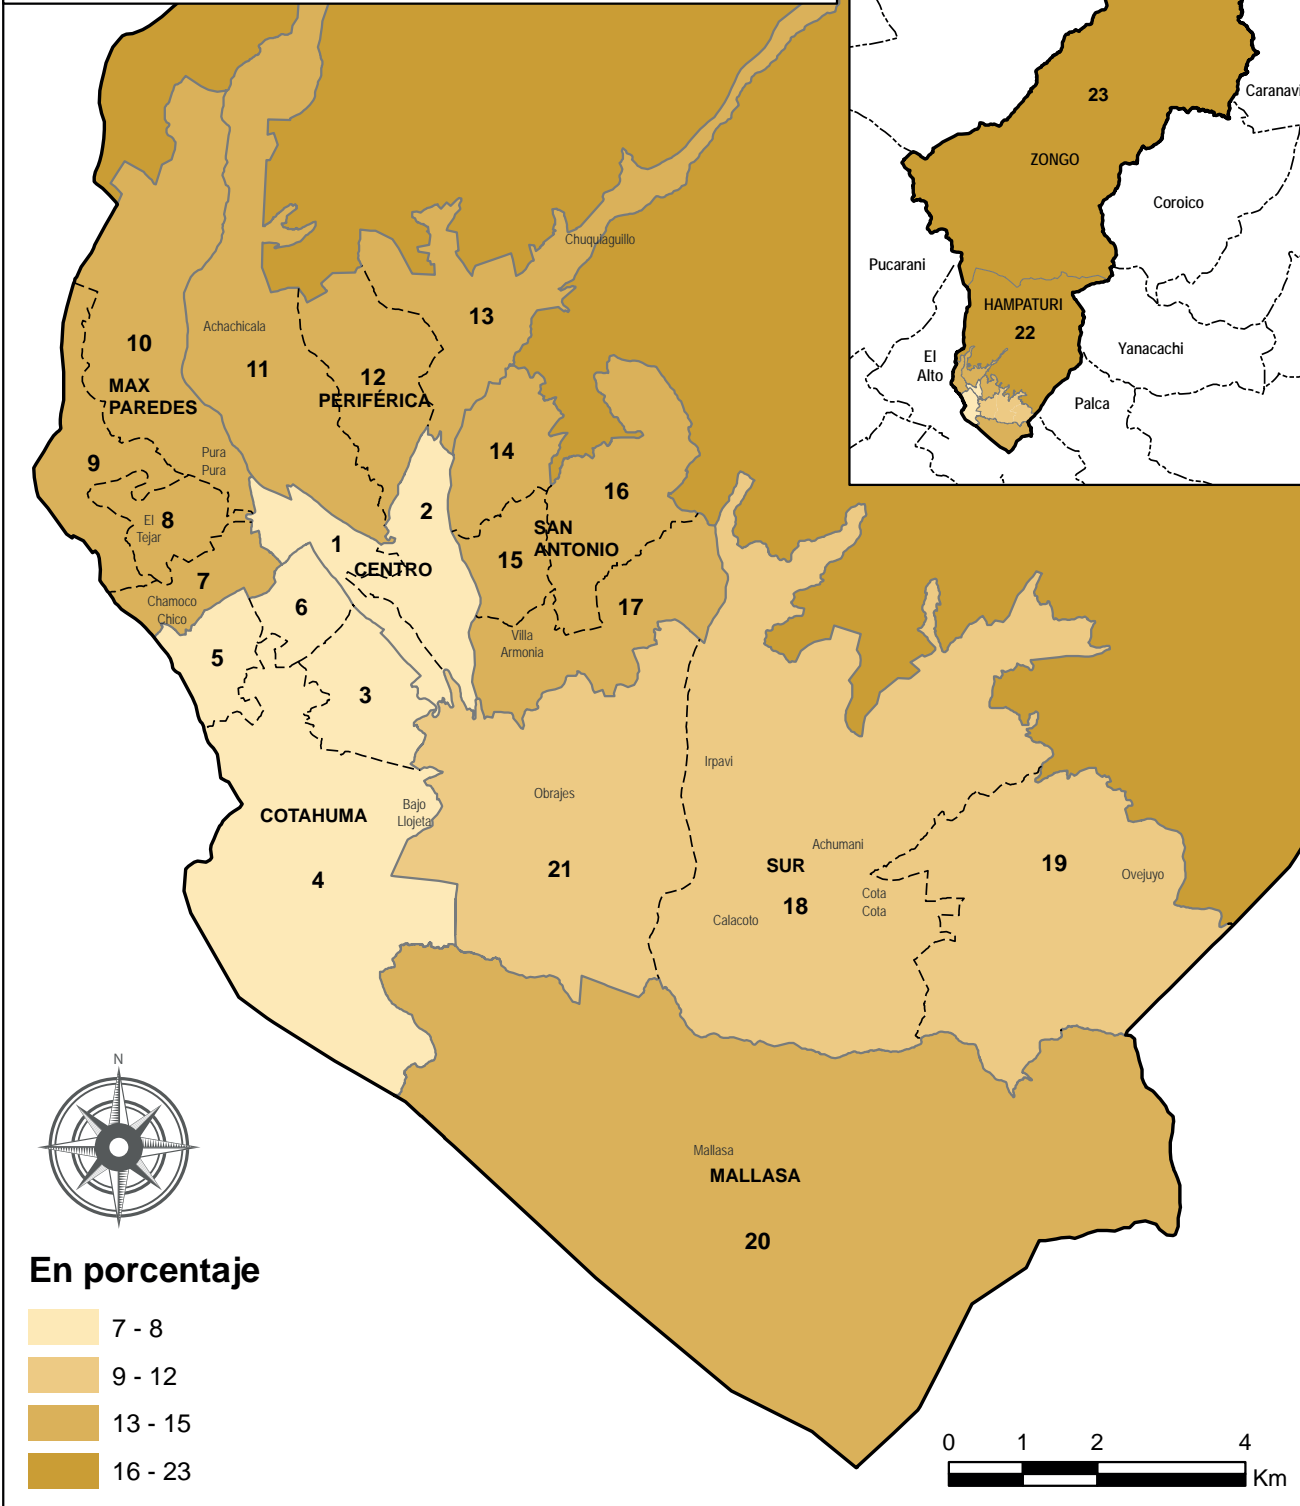 23
Caranavi
ZONGO
Coroico
Pucarani
HAMPATURI
22
El
Alto
Yanacachi
Palca
Chuquiaguillo
13
Achachicala
10
11
12
MAX
PAREDES
PERIFÉRICA
9
Pura
Pura
14
16
2
8
El
Tejar
SAN
ANTONIO
1
15
CENTRO
7
Chamoco
Chico
6
17
Villa
Armonia
5
3
Irpavi
Obrajes
Bajo
Llojeta
COTAHUMA
Achumani
SUR
19
21
Ovejuyo
4
Cota
Cota
18
Calacoto
N
Mallasa
MALLASA
20
En porcentaje
7 - 8
9 - 12
13 - 15
16 - 23
0 1 2 4
Km